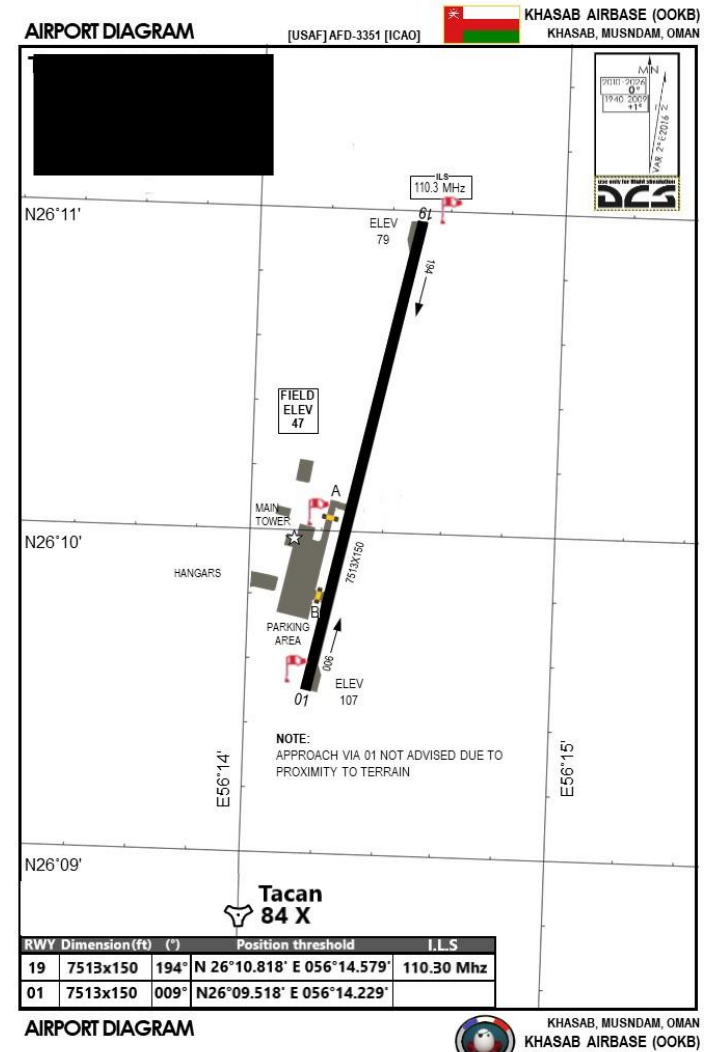 AIRPORT DIAGRAM
[USAF] AFD-3351 [ICAO]
KHASAB AIRBASE (OOKB)
KHASAB, MUSNDAM, OMAN
MN
2010-2026
0°
1940 2009
+1°
VAR 2°E2016
use only for flight simulation
DCS
ILS
110.3 MHz
N26°11'
ELEV
79
19
194
FIELD
ELEV
47
A
MAIN
TOWER
N26°10'
7513X150
HANGARS
B
PARKING
AREA
006
ELEV
107
01
NOTE:
APPROACH VIA 01 NOT ADVISED DUE TO
PROXIMITY TO TERRAIN
E56°14'
E56°15'
N26°09'
Tacan
84 X
RWY Dimension(ft) (°) Position threshold I.L.S
19 7513x150 194° N 26°10.818' E 056°14.579' 110.30 Mhz
01 7513x150 009° N26°09.518' E 056°14.229'
AIRPORT DIAGRAM
KHASAB, MUSNDAM, OMAN
KHASAB AIRBASE (OOKB)